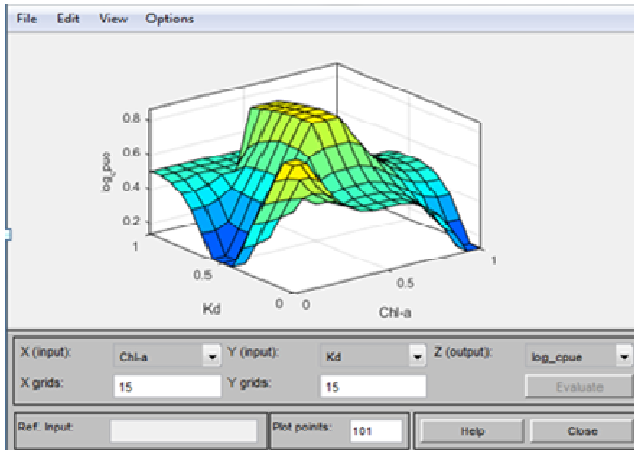 File Edit View Options
0.8
0.6
0.4
0.2
log_cpue
1
0.5
0
Kd
0
0.5
1
Chl-a
X (input): Chl-a Y (input): Kd Z (output): log_cpue
X grids: 15 Y grids: 15 Evaluate
Ref. Input: Plot points: 101 Help Close